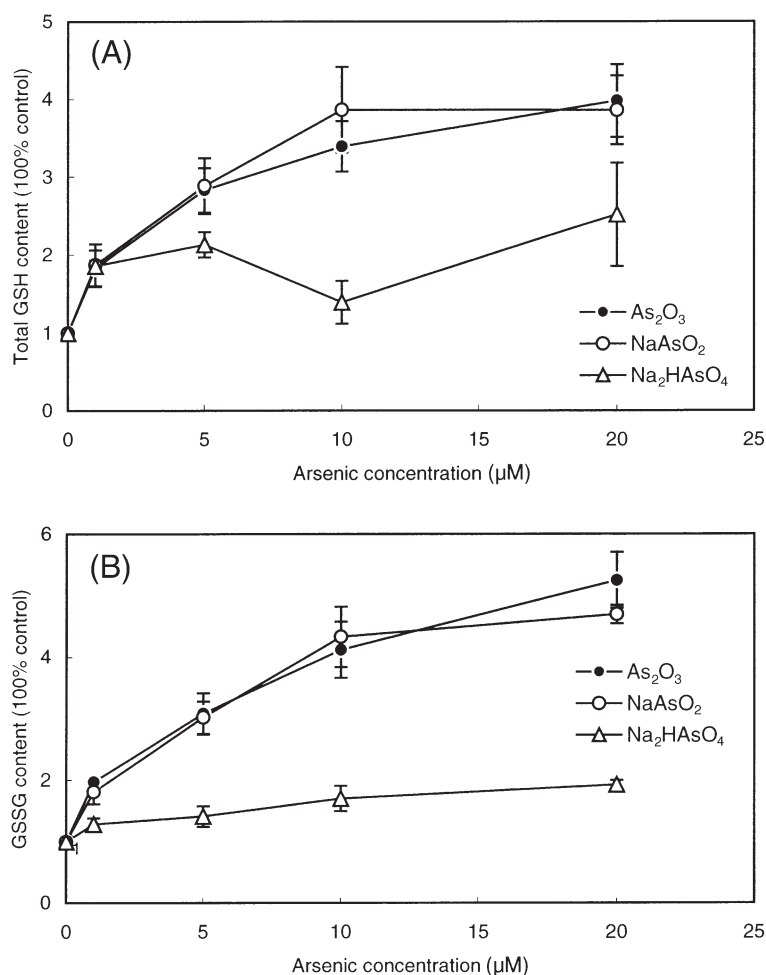 (A)
Total GSH content (100% control)
5
4
3
2
1
0
0 5 10 15 20 25
Arsenic concentration (µM)
As₂O₃
NaAsO₂
Na₂HAsO₄
(B)
GSSG content (100% control)
6
4
2
0
0 5 10 15 20 25
Arsenic concentration (µM)
As₂O₃
NaAsO₂
Na₂HAsO₄